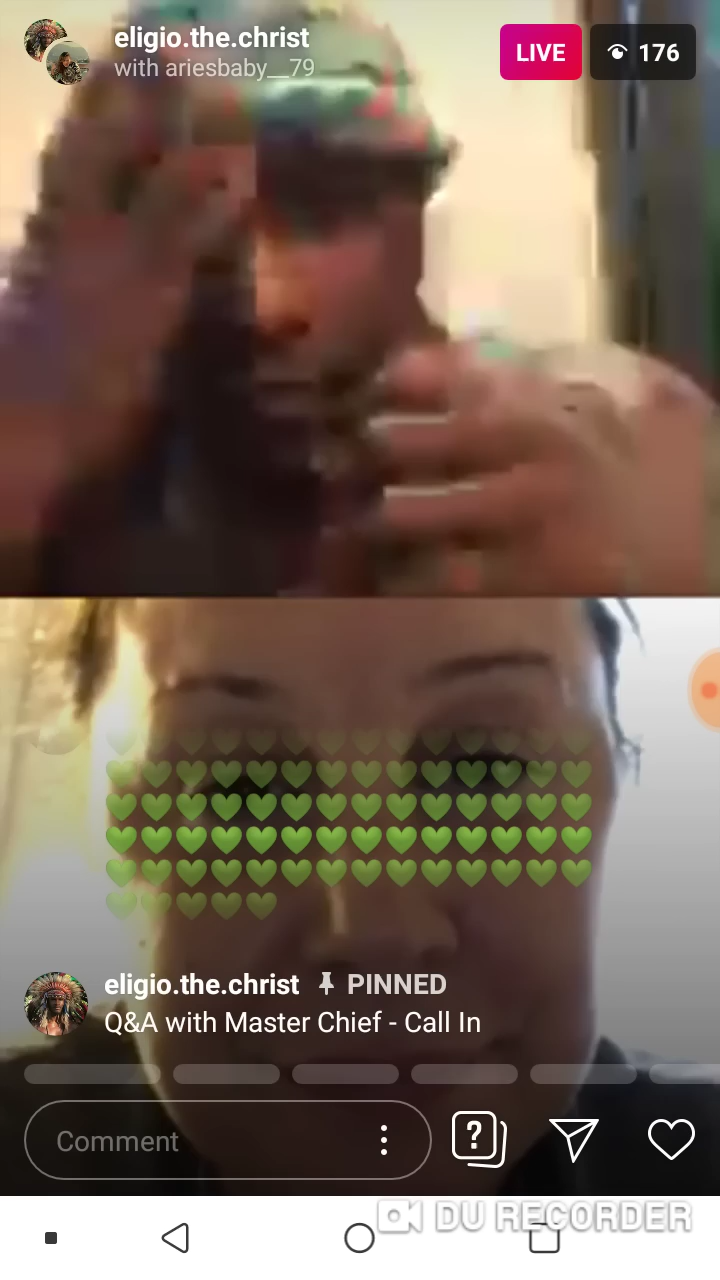 eligio.the.christ
with ariesbaby__79
LIVE
176
eligio.the.christ PINNED
Q&A with Master Chief - Call In
Comment
?
DU RECORDER